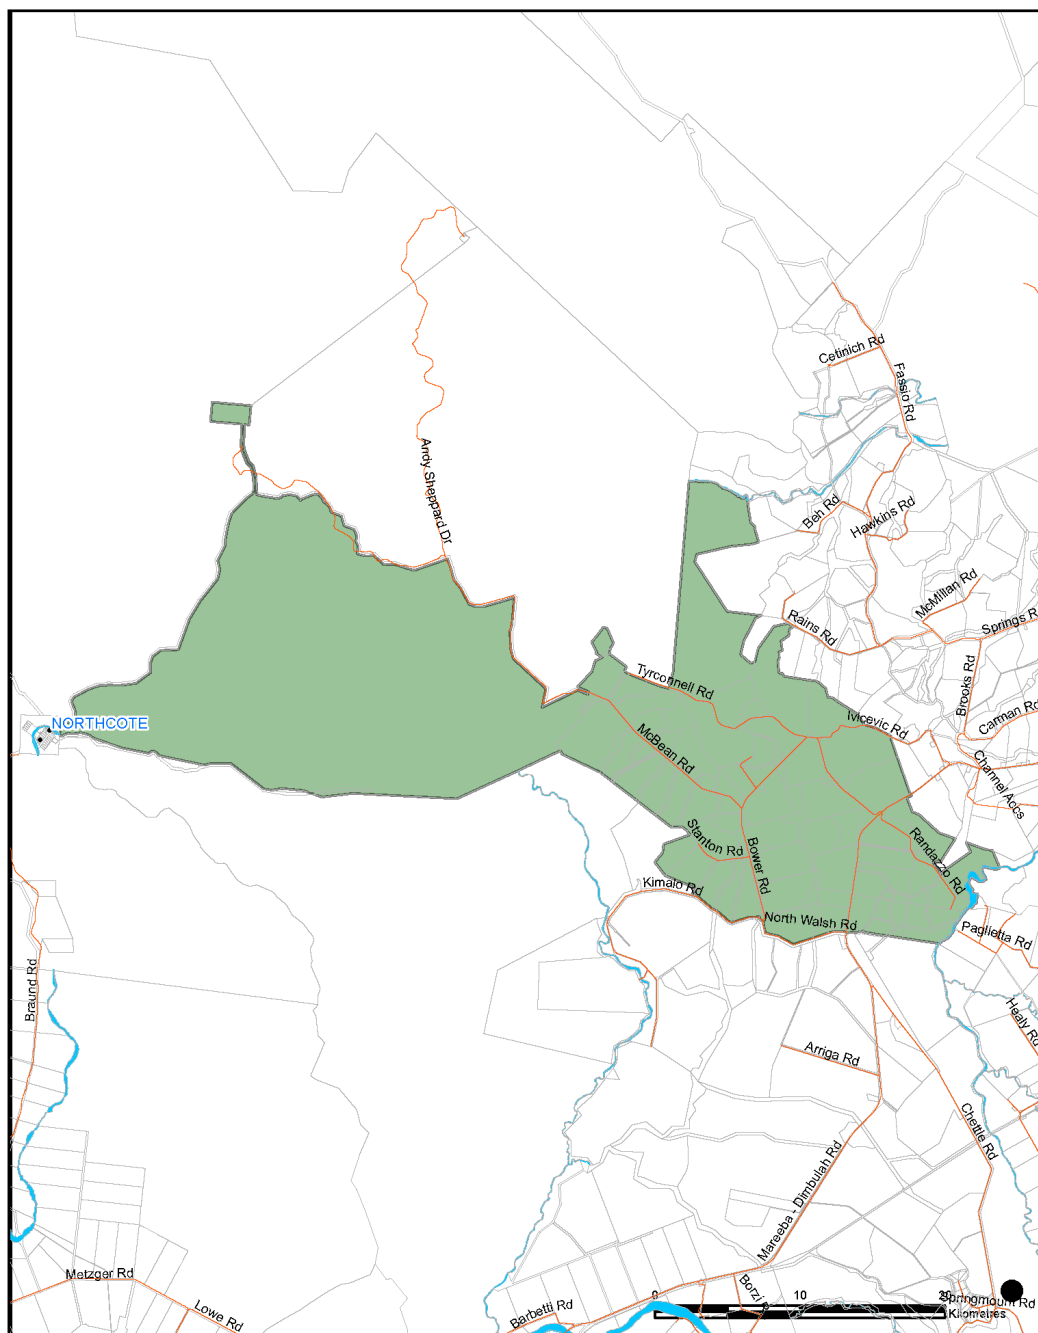 Cetinich Rd
Fassio Rd
Andy Sheppard Dr
Beh Rd
Hawkins Rd
McMillan Rd
Rains Rd
Springs R
Brooks Rd
Tyrconnell Rd
Carman Rd
Ivicevic Rd
NORTHCOTE
McBean Rd
Channel Accs
Stanton Rd
Bower Rd
Randazzo Rd
Kimalo Rd
North Walsh Rd
Paglietta Rd
Braund Rd
Healy Rd
Arriga Rd
Chettle Rd
Mareeba - Dimbulah Rd
Metzger Rd
Lowe Rd
Barbetti Rd
Borzi
0 10 20
Kilometres
Springmount Rd